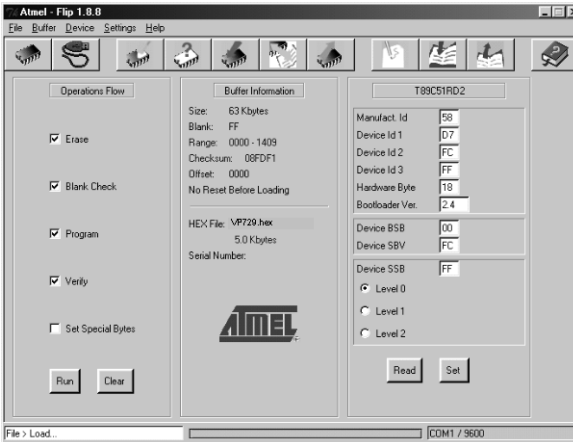 Atmel - Flip 1.8.8
File Buffer Device Settings Help
Operations Flow
Erase
Blank Check
Program
Verify
Set Special Bytes
Run Clear
Buffer Information
Size: 63 Kbytes
Blank: FF
Range: 0000 - 1409
Checksum: 08FDF1
Offset: 0000
No Reset Before Loading
HEX File: VP729.hex
5.0 Kbytes
Serial Number:
ATMEL
T89C51RD2
Manufact. Id 58
Device Id 1 D7
Device Id 2 FC
Device Id 3 FF
Hardware Byte 18
Bootloader Ver. 2.4
Device BSB 00
Device SBV FC
Device SSB FF
Level 0
Level 1
Level 2
Read Set
File > Load...
COM1 / 9600